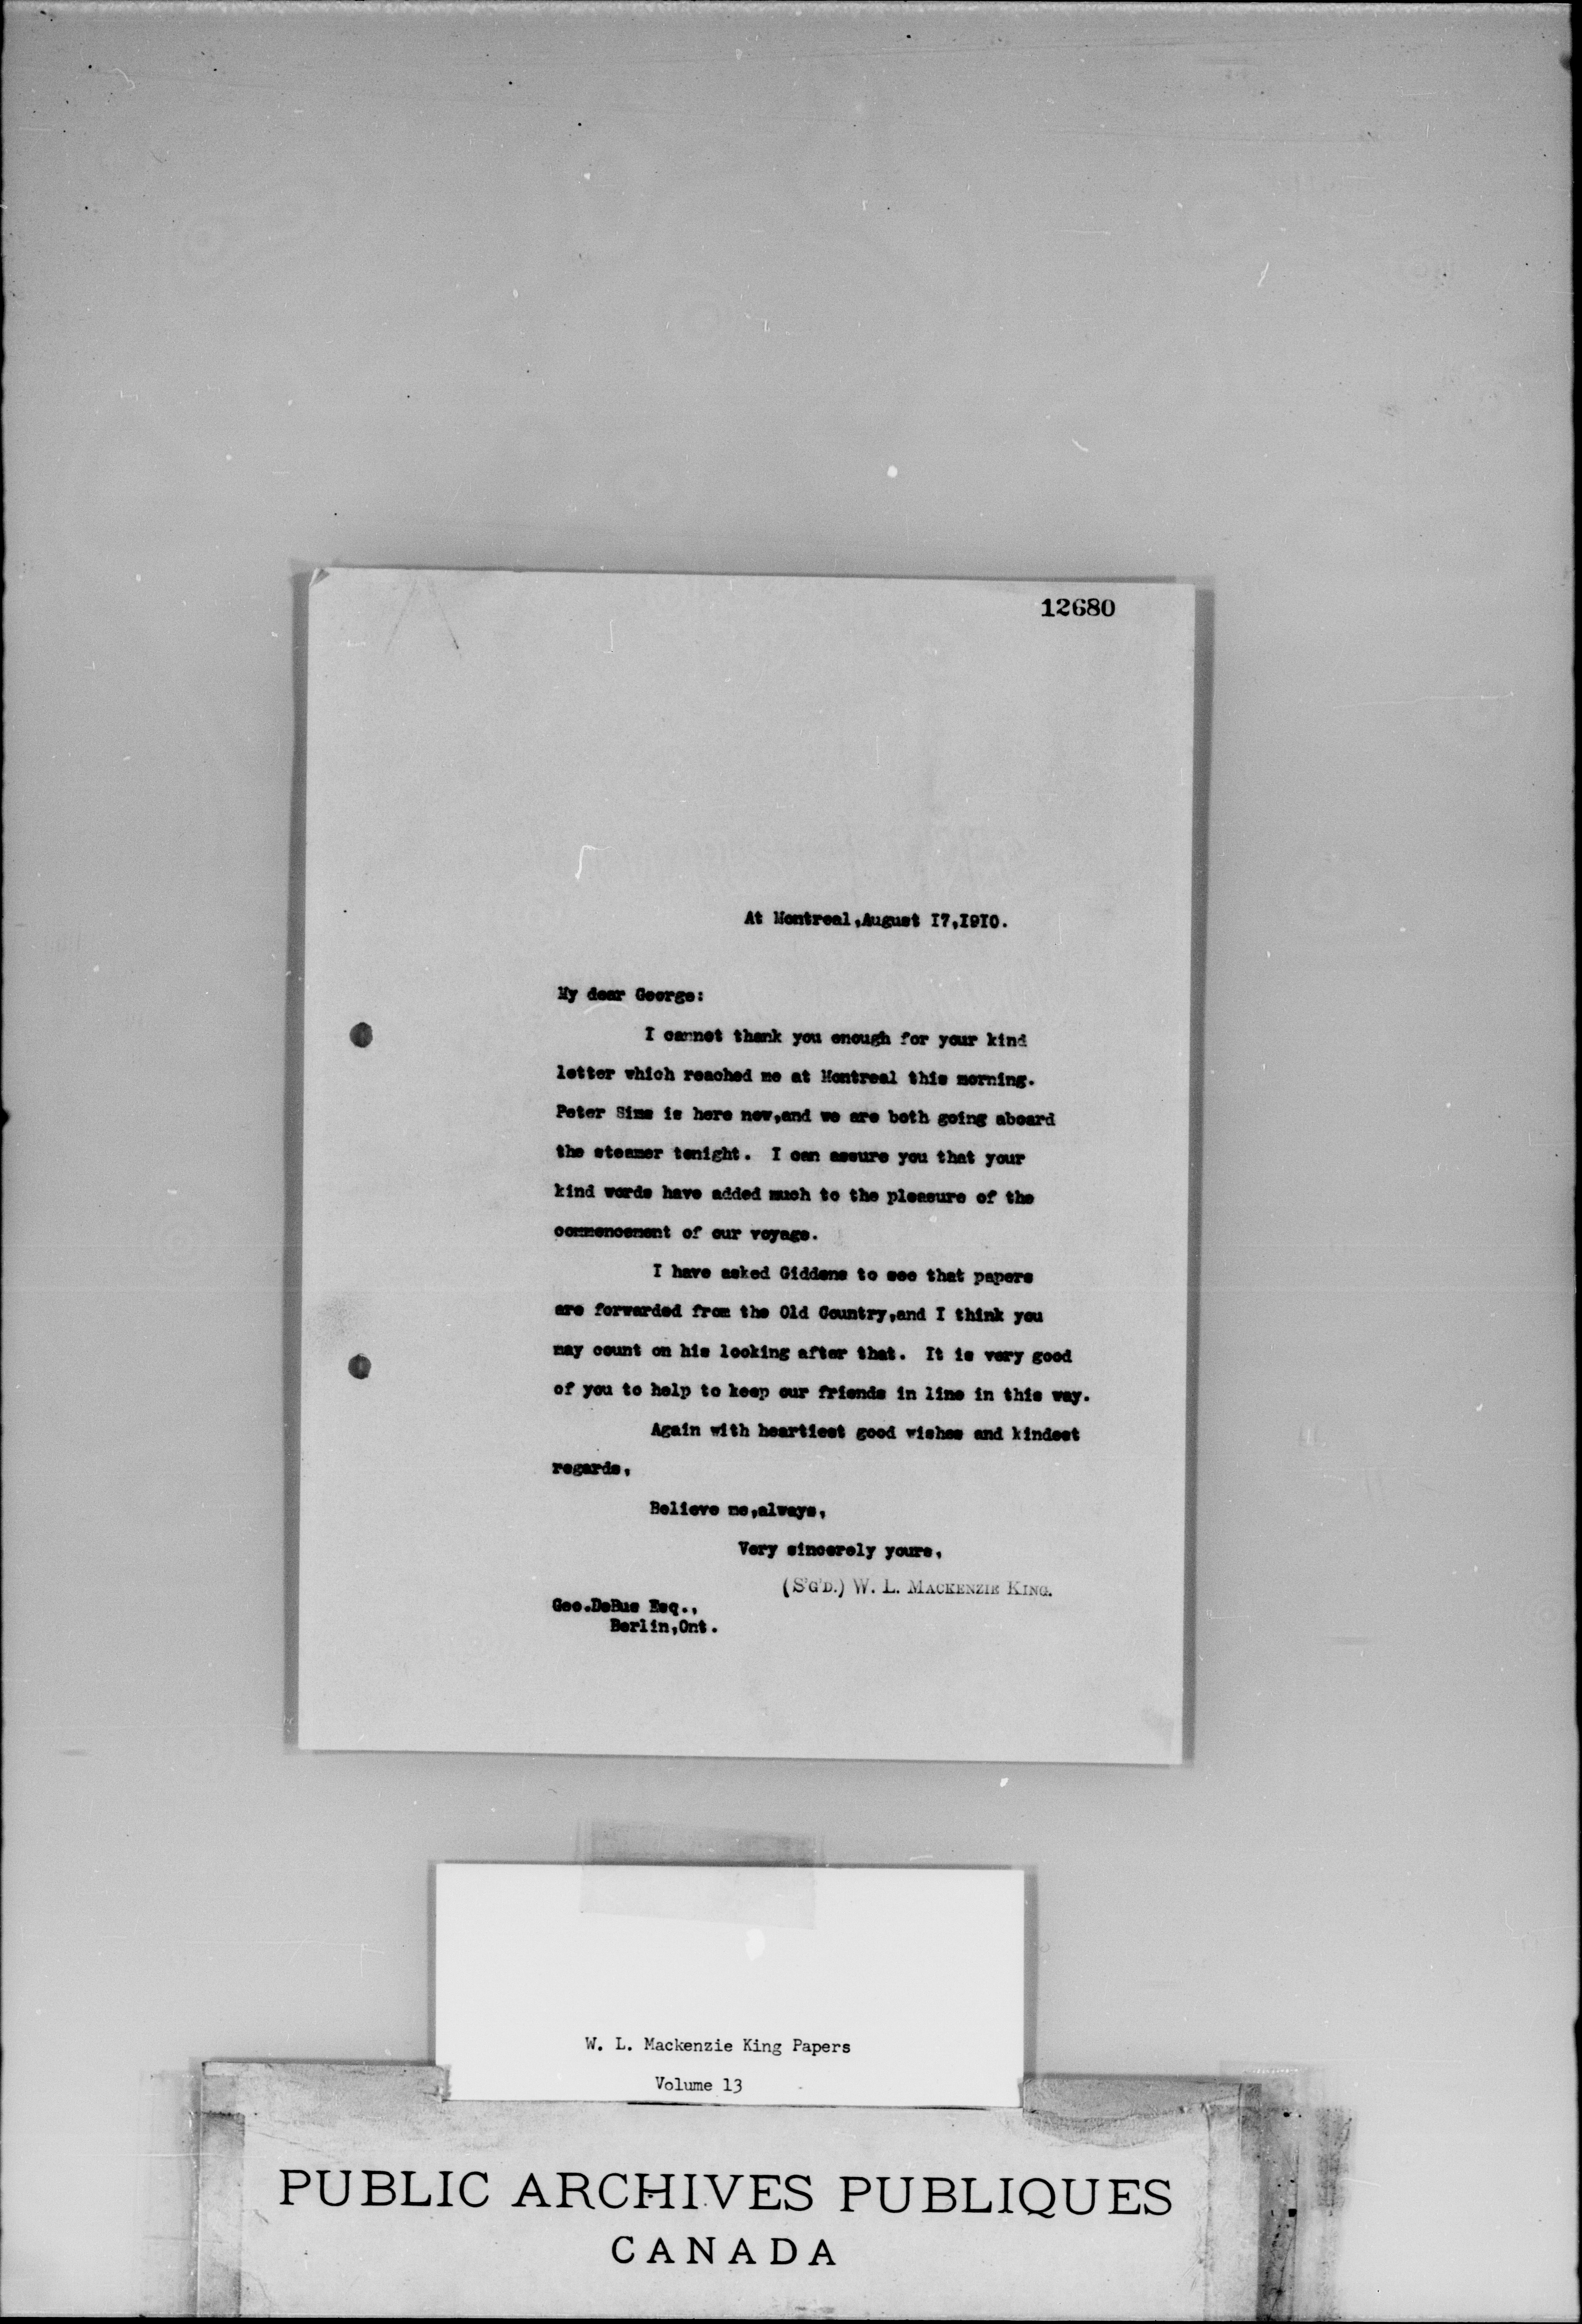 12680
At Montreal,August I7,I9I0.
My dear George:
I cannot thank you enough for your kind
letter which reached me at Montreal this morning.
Peter Sims is here now,and we are both going aboard
the steamer tonight. I can assure you that your
kind words have added much to the pleasure of the
commencement of our voyage.
I have asked Giddens to see that papers
are forwarded from the Old Country,and I think you
may count on his looking after that. It is very good
of you to help to keep our friends in line in this way.
Again with heartiest good wishes and kindest
regards,
Believe me,always,
Very sincerely yours,
(S'G'D.) W. L. MACKENZIE KING.
Geo.DeBus Esq.,
Berlin,Ont.
W. L. Mackenzie King Papers
Volume 13
PUBLIC ARCHIVES PUBLIQUES
CANADA